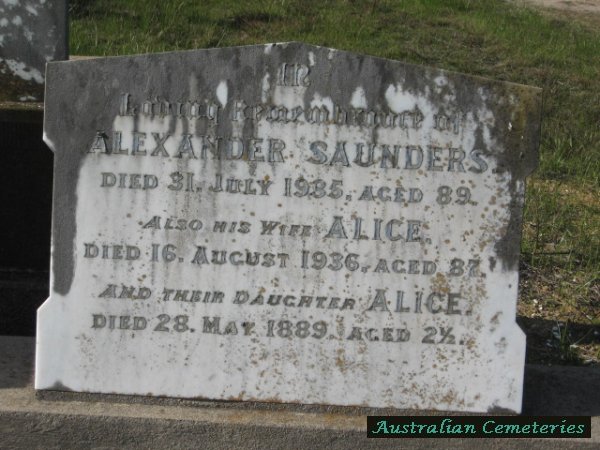 IN
Loving Remembrance of
ALEXANDER SAUNDERS.
DIED 31. JULY 1935, AGED 89.
ALSO HIS WIFE ALICE.
DIED 16. AUGUST 1936, AGED 87.
AND THEIR DAUGHTER ALICE.
DIED 28. MAY 1889. AGED 2½.
Australian Cemeteries